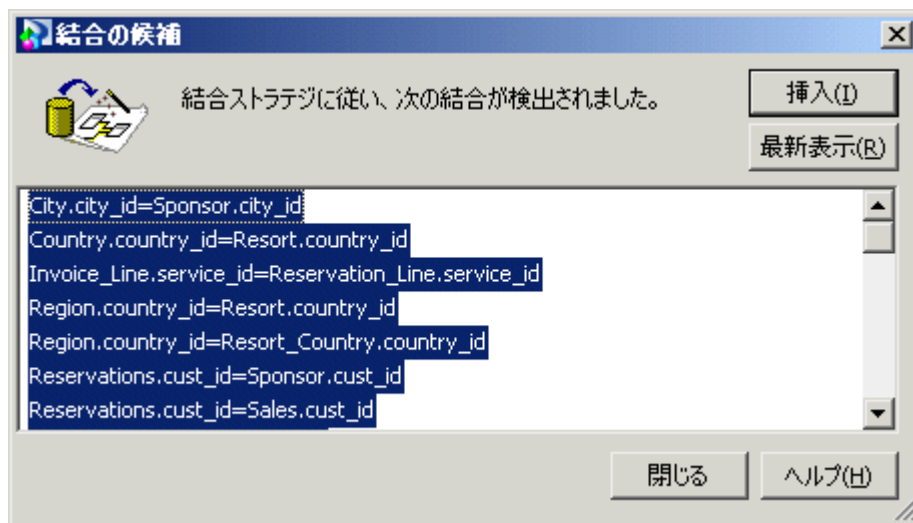 結合の候補
結合ストラテジに従い、次の結合が検出されました。
挿入(I)
最新表示(R)
City.city_id=Sponsor.city_id
Country.country_id=Resort.country_id
Invoice_Line.service_id=Reservation_Line.service_id
Region.country_id=Resort.country_id
Region.country_id=Resort_Country.country_id
Reservations.cust_id=Sponsor.cust_id
Reservations.cust_id=Sales.cust_id
閉じる
ヘルプ(H)